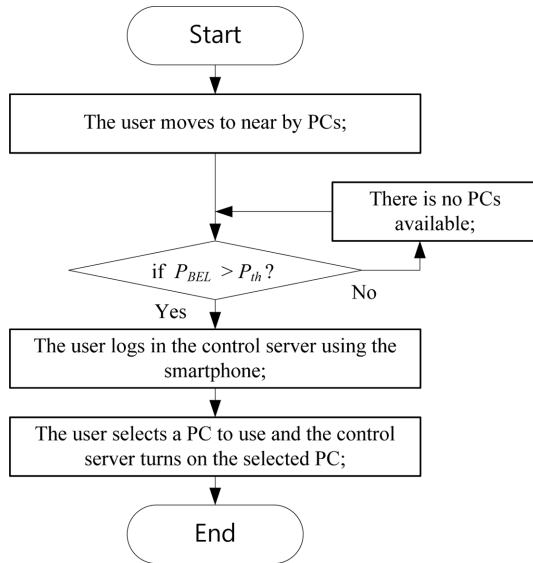 Start
The user moves to near by PCs;
There is no PCs
available;
if P_BEL > P_th?
No
Yes
The user logs in the control server using the
smartphone;
The user selects a PC to use and the control
server turns on the selected PC;
End